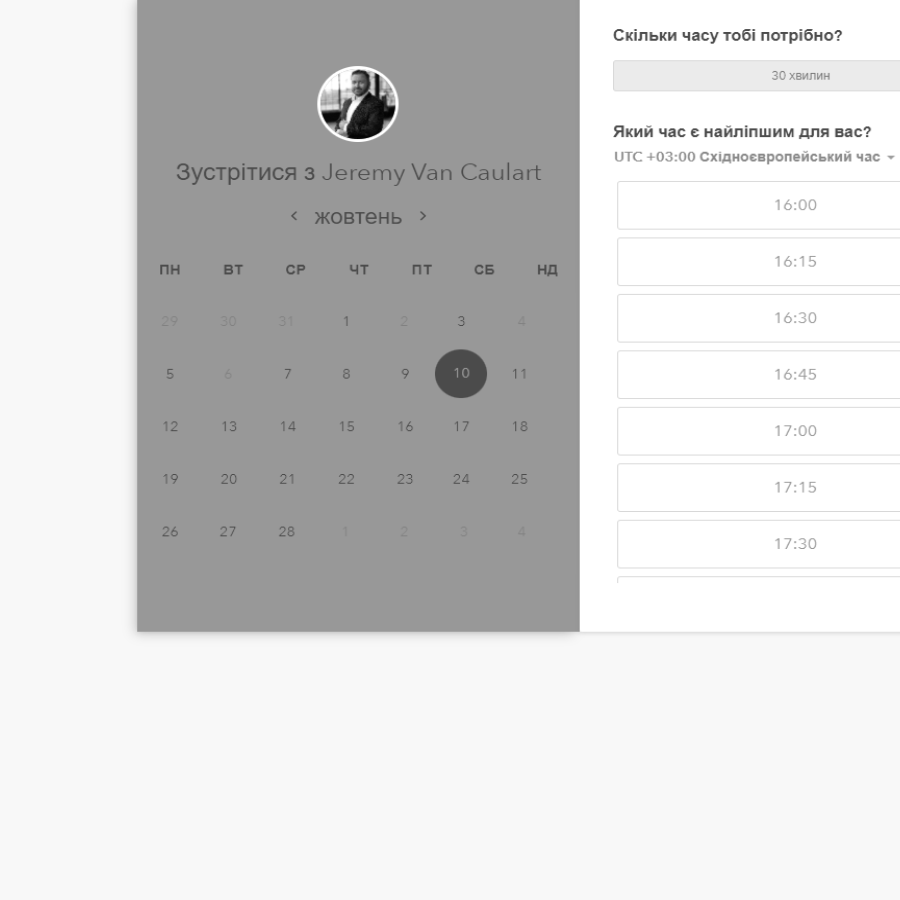 Зустрітися з Jeremy Van Caulart
жовтень
ПН ВТ СР ЧТ ПТ СБ НД
29 30 31 1 2 3 4
5 6 7 8 9 10 11
12 13 14 15 16 17 18
19 20 21 22 23 24 25
26 27 28 1 2 3 4
Скільки часу тобі потрібно?
30 хвилин
Який час є найліпшим для вас?
UTC +03:00 Східноєвропейський час
16:00
16:15
16:30
16:45
17:00
17:15
17:30